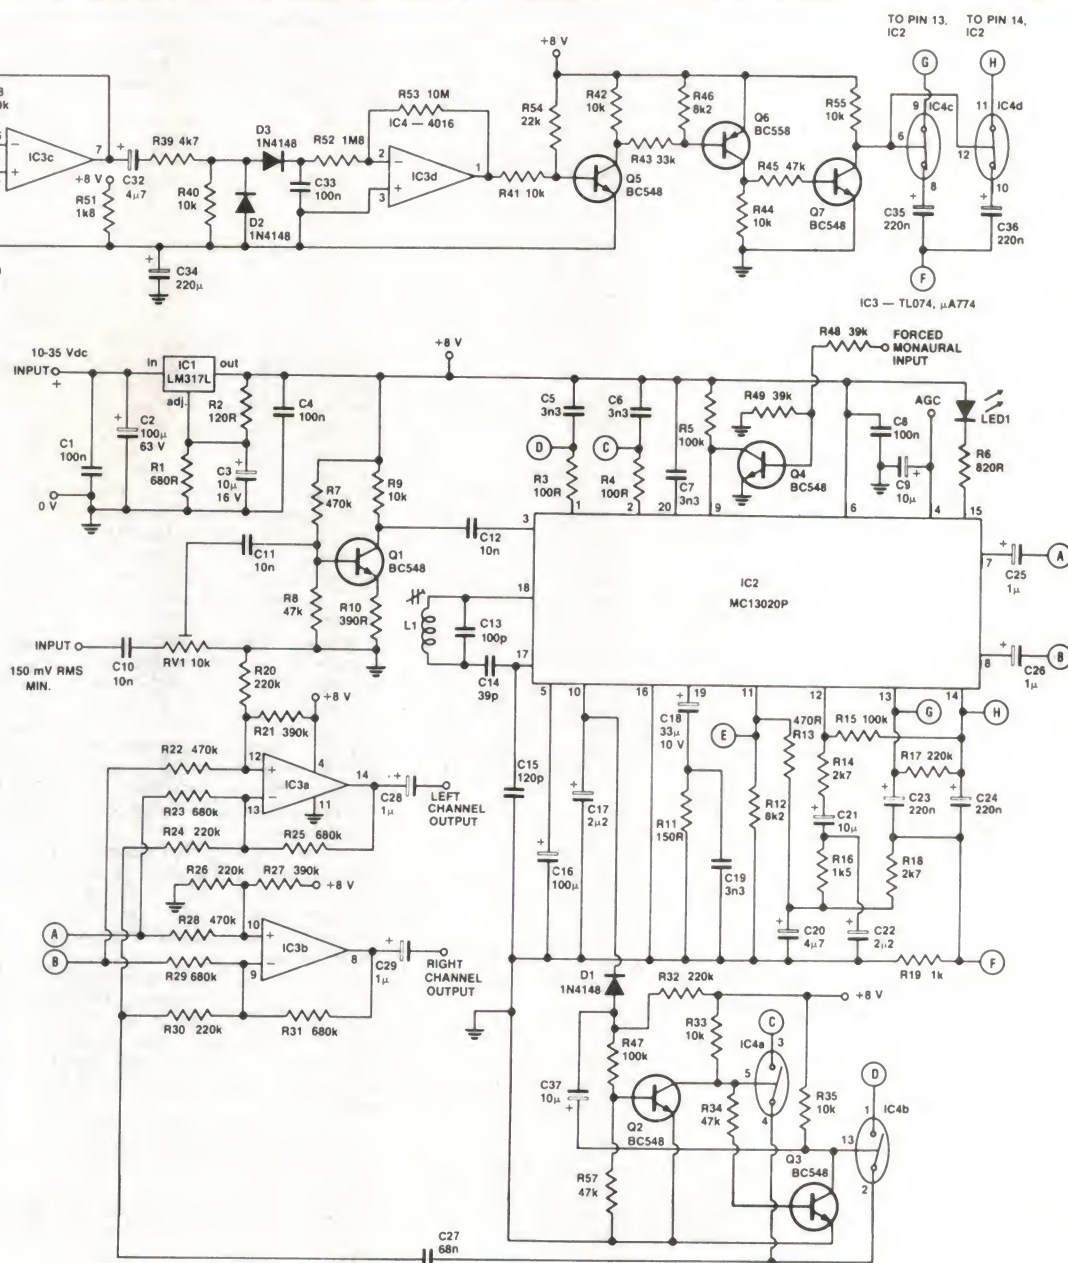 TO PIN 13,
IC2
TO PIN 14,
IC2
G
H
+8 V
R53 10M
IC4 — 4016
R54
22k
R42
10k
R46
8k2
Q6
BC558
R55
10k
9
IC4c
11
IC4d
6
12
8
10
IC3c
7
R39 4k7
D3
1N4148
R52 1M8
2
3
IC3d
1
R41 10k
Q5
BC548
R43 33k
R45 47k
Q7
BC548
R44
10k
C35
220n
C36
220n
F
+8 V
C32
4µ7
R51
1k8
R40
10k
D2
1N4148
C33
100n
C34
220µ
IC3 — TL074, µA774
10-35 Vdc
INPUT
+
in
IC1
LM317L
out
adj.
+8 V
R48 39k
FORCED
MONAURAL
INPUT
C1
100n
C2
100µ
63 V
R2
120R
R1
680R
C3
10µ
16 V
C4
100n
0 V
R7
470k
R9
10k
C5
3n3
C6
3n3
D
C
R3
100R
R4
100R
C7
3n3
R5
100k
R49 39k
Q4
BC548
C8
100n
C9
10µ
AGC
LED1
R6
820R
1
2
20
9
6
4
15
C11
10n
Q1
BC548
C12
10n
3
R8
47k
R10
390R
IC2
MC13020P
7
C25
1µ
A
8
C26
1µ
B
L1
C13
100p
18
17
C14
39p
INPUT
150 mV RMS
MIN.
C10
10n
RV1 10k
R20
220k
+8 V
R21 390k
R22 470k
12
13
IC3a
4
11
14
R23 680k
R24 220k
R25 680k
C28
1µ
LEFT
CHANNEL
OUTPUT
R26 220k
R27 390k
+8 V
A
B
R28 470k
10
IC3b
9
8
R29 680k
R30 220k
R31 680k
C29
1µ
RIGHT
CHANNEL
OUTPUT
5
10
16
19
11
12
13
14
C15
120p
C16
100µ
C17
2µ2
C18
33µ
10 V
R11
150R
C19
3n3
E
R12
8k2
470R
R13
R15 100k
R14
2k7
C21
10µ
R16
1k5
G
H
R17 220k
C23
220n
C24
220n
R18
2k7
C20
4µ7
C22
2µ2
R19 1k
F
D1
1N4148
R32 220k
+8 V
R33
10k
C
IC4a
3
5
4
R47
100k
C37
10µ
Q2
BC548
R34
47k
R35
10k
D
1
IC4b
13
2
Q3
BC548
R57
47k
C27
68n